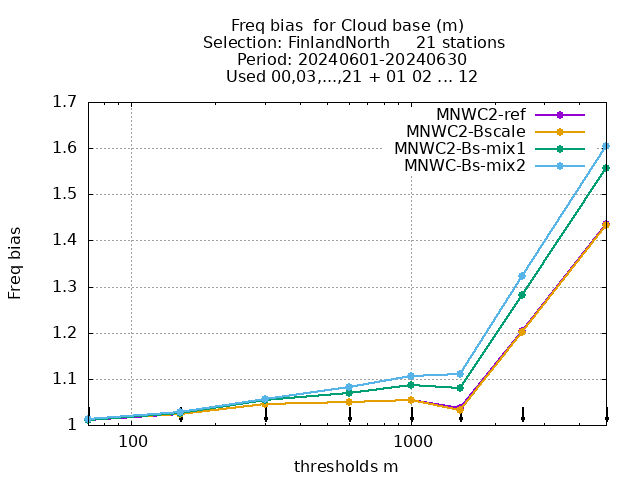 Freq bias  for Cloud base (m)
Selection: FinlandNorth     21 stations
Period: 20240601-20240630
Used 00,03,...,21 + 01 02 ... 12
MNWC2-ref
MNWC2-Bscale
MNWC2-Bs-mix1
MNWC-Bs-mix2
Freq bias
1.7
1.6
1.5
1.4
1.3
1.2
1.1
1
100
1000
thresholds m